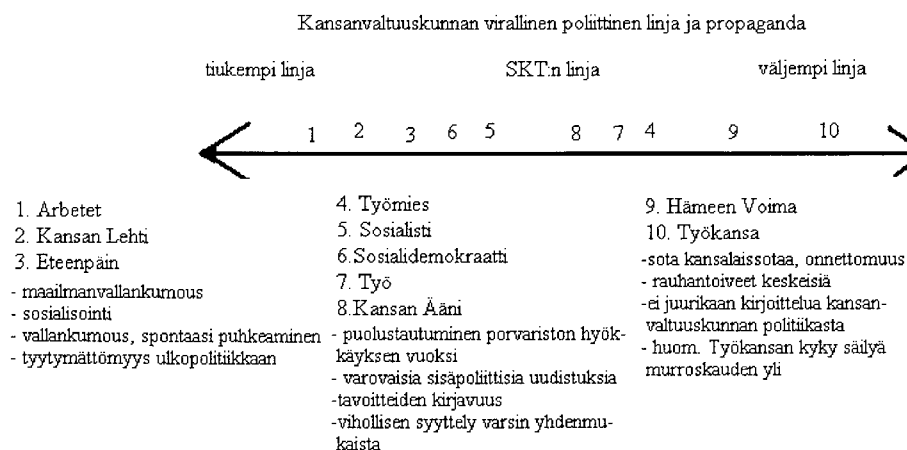 Kansanvaltuuskunnan virallinen poliittinen linja ja propaganda
tiukempi linja SKT:n linja väljempi linja
1 2 3 6 5 8 7 4 9 10
1. Arbetet
2. Kansan Lehti
3. Eteenpäin
- maailmanvallankumous
- sosialisointi
- vallankumous, spontaasi puhkeaminen
- tyytymättömyys ulkopolitiikkaan
4. Työmies
5. Sosialisti
6.Sosialidemokraatti
7. Työ
8.Kansan Ääni
- puolustautuminen porvariston hyök-
käyksen vuoksi
- varovaisia sisäpoliittisia uudistuksia
-tavoitteiden kirjavuus
-vihollisen syyttely varsin yhdenmu-
kaista
9. Hämeen Voima
10. Työkansa
-sota kansalaissotaa, onnettomuus
- rauhantoiveet keskeisiä
-ei juurikaan kirjoittelua kansan-
valtuuskunnan politiikasta
- huom. Työkansan kyky säilyä
murroskauden yli